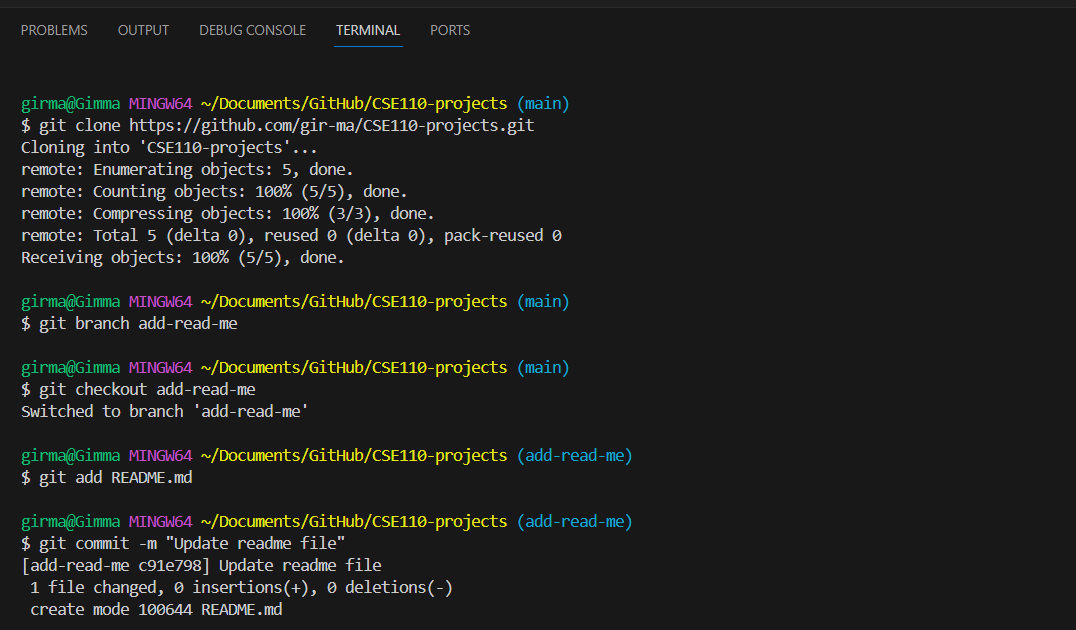 PROBLEMS OUTPUT DEBUG CONSOLE TERMINAL PORTS
girma@Gimma MINGW64 ~/Documents/GitHub/CSE110-projects (main)
$ git clone https://github.com/gir-ma/CSE110-projects.git
Cloning into 'CSE110-projects'...
remote: Enumerating objects: 5, done.
remote: Counting objects: 100% (5/5), done.
remote: Compressing objects: 100% (3/3), done.
remote: Total 5 (delta 0), reused 0 (delta 0), pack-reused 0
Receiving objects: 100% (5/5), done.
girma@Gimma MINGW64 ~/Documents/GitHub/CSE110-projects (main)
$ git branch add-read-me
girma@Gimma MINGW64 ~/Documents/GitHub/CSE110-projects (main)
$ git checkout add-read-me
Switched to branch 'add-read-me'
girma@Gimma MINGW64 ~/Documents/GitHub/CSE110-projects (add-read-me)
$ git add README.md
girma@Gimma MINGW64 ~/Documents/GitHub/CSE110-projects (add-read-me)
$ git commit -m "Update readme file"
[add-read-me c91e798] Update readme file
 1 file changed, 0 insertions(+), 0 deletions(-)
 create mode 100644 README.md